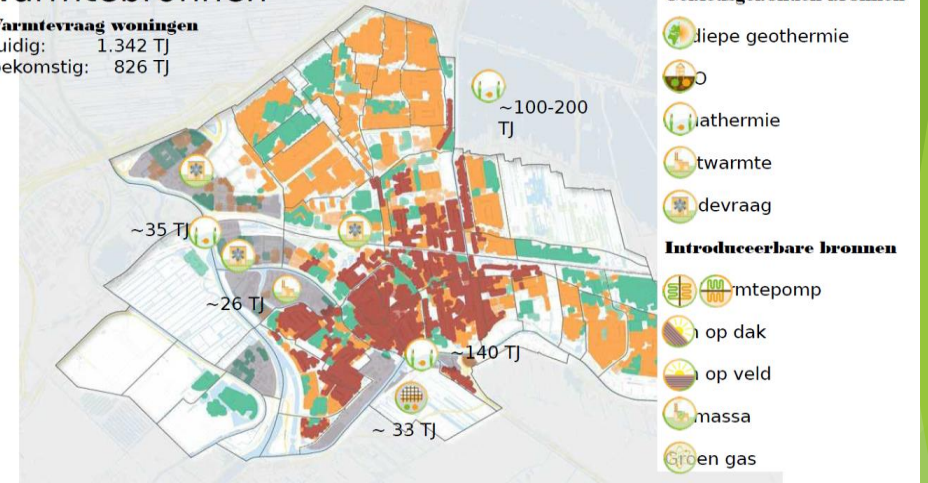 Warmtevraag woningen
uidig: 1.342 TJ
oekomstig: 826 TJ
~100-200
TJ
~35 TJ
~26 TJ
~140 TJ
~ 33 TJ
diepe geothermie
O
athermie
twarmte
devraag
Introduceerbare bronnen
mtepomp
op dak
op veld
massa
Groen gas